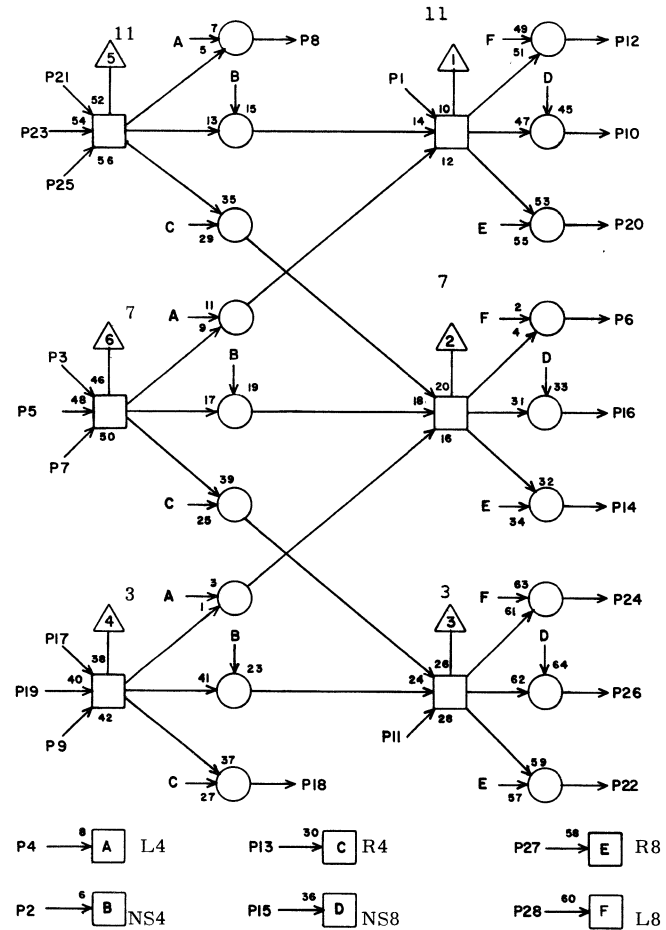 11 11
5 A 7 5 P8 1 F 49 51 P12
P21 52 B P1 10 D
P23 54 13 15 14 47 45 P10
56 12
P25
C 35 29 E 53 55 P20
7 7
6 A 11 9 2 F 2 4 P6
P3 46 B 20 D
P5 48 17 19 18 31 33 P16
50 16
P7
C 39 25 E 32 34 P14
3 3
4 A 3 1 3 F 63 61 P24
P17 38 B 26 D
P19 40 41 23 24 62 64 P26
42 28
P9 P11
C 37 27 P18 E 59 57 P22
P4 8 A L4 P13 30 C R4 P27 58 E R8
P2 6 B NS4 P15 36 D NS8 P28 60 F L8